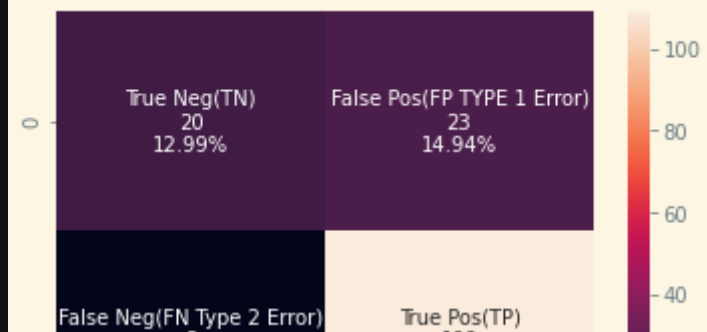 True Neg(TN)
20
12.99%
False Pos(FP TYPE 1 Error)
23
14.94%
0
False Neg(FN Type 2 Error)
True Pos(TP)
100
80
60
40